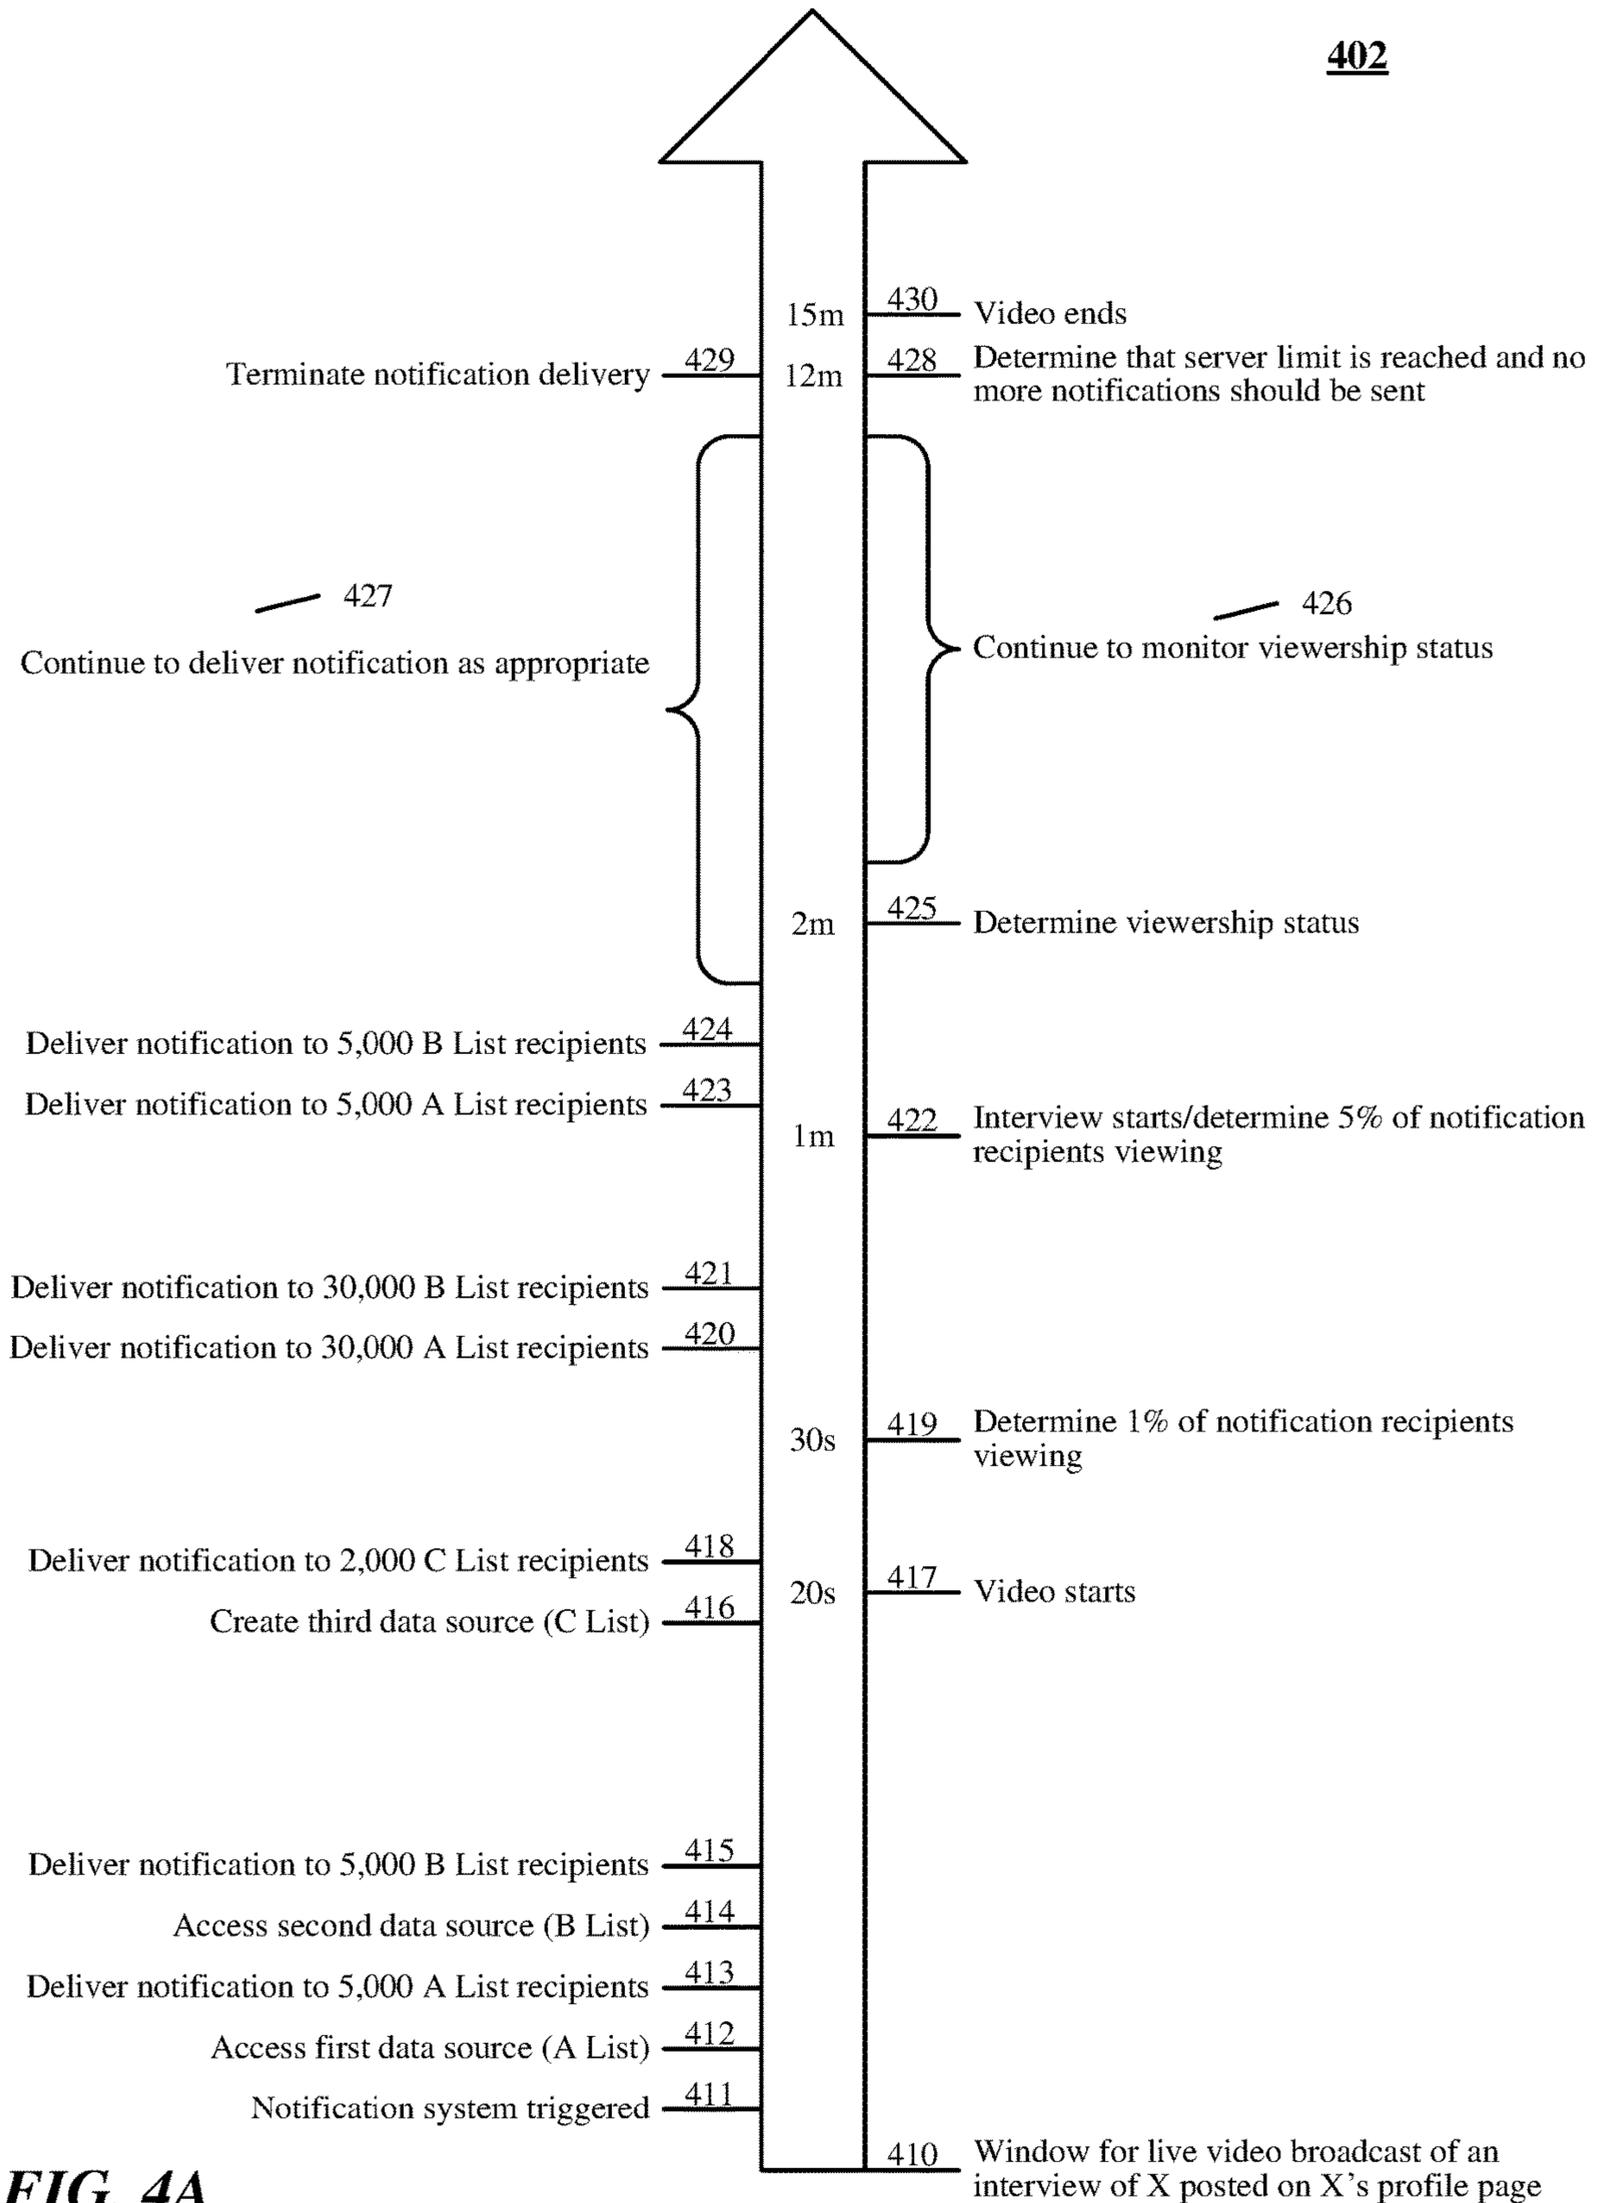 402
15m
430
Video ends
Terminate notification delivery
429
12m
428
Determine that server limit is reached and no
more notifications should be sent
427
Continue to deliver notification as appropriate
426
Continue to monitor viewership status
2m
425
Determine viewership status
Deliver notification to 5,000 B List recipients
424
Deliver notification to 5,000 A List recipients
423
1m
422
Interview starts/determine 5% of notification
recipients viewing
Deliver notification to 30,000 B List recipients
421
Deliver notification to 30,000 A List recipients
420
30s
419
Determine 1% of notification recipients
viewing
Deliver notification to 2,000 C List recipients
418
20s
417
Video starts
Create third data source (C List)
416
Deliver notification to 5,000 B List recipients
415
Access second data source (B List)
414
Deliver notification to 5,000 A List recipients
413
Access first data source (A List)
412
Notification system triggered
411
410
Window for live video broadcast of an
interview of X posted on X's profile page
FIG. 4A